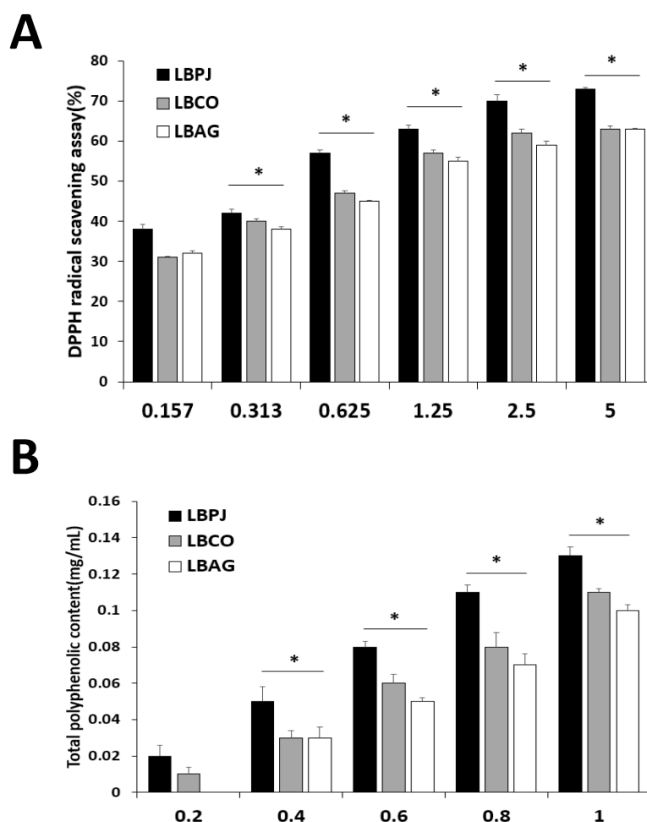 A
DPPH radical scavening assay(%)
80
70
60
50
40
30
20
10
0
LBPJ
LBCO
LBAG
*
*
*
*
*
0.157 0.313 0.625 1.25 2.5 5
B
Total polyphenolic content(mg/mL)
0.16
0.14
0.12
0.1
0.08
0.06
0.04
0.02
0
LBPJ
LBCO
LBAG
*
*
*
*
0.2 0.4 0.6 0.8 1